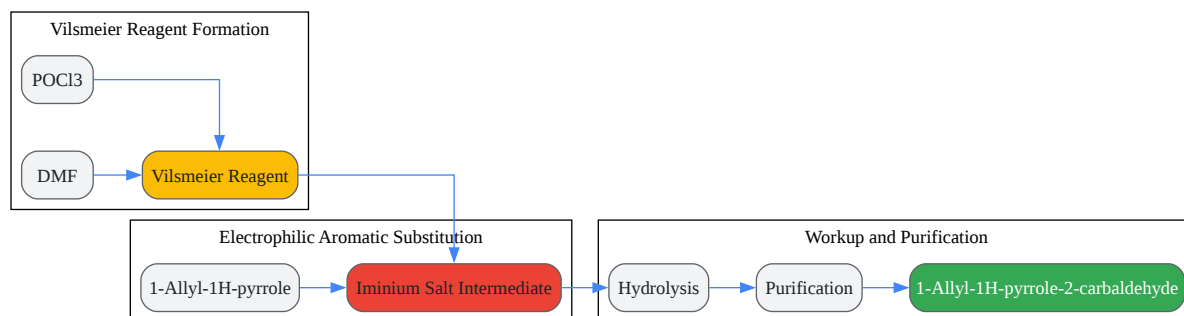 Vilsmeier Reagent Formation
POCl3
DMF
Vilsmeier Reagent
Electrophilic Aromatic Substitution
1-Allyl-1H-pyrrole
Iminium Salt Intermediate
Workup and Purification
Hydrolysis
Purification
1-Allyl-1H-pyrrole-2-carbaldehyde